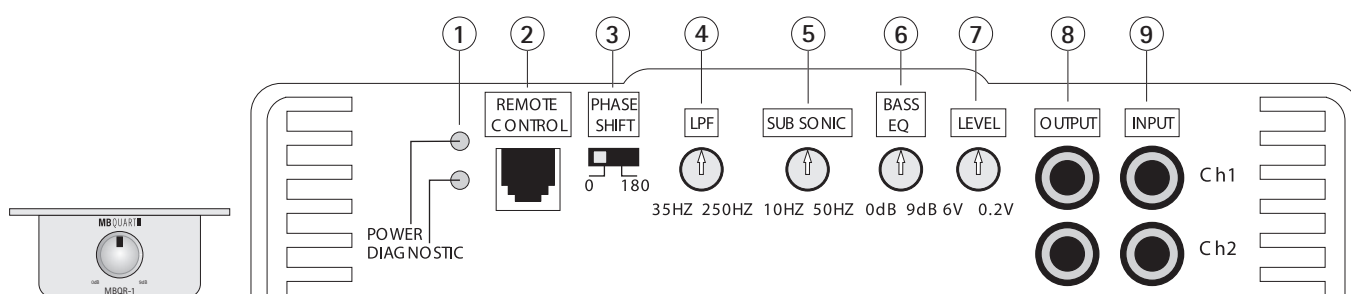 1 2 3 4 5 6 7 8 9
REMOTE CONTROL
PHASE SHIFT
LPF
SUB SONIC
BASS EQ
LEVEL
OUTPUT
INPUT
0 180
35HZ 250HZ
10HZ 50HZ
0dB 9dB
6V 0.2V
Ch1
Ch2
POWER
DIAGNOSTIC
MBQUART
0dB 9dB
MBQR-1